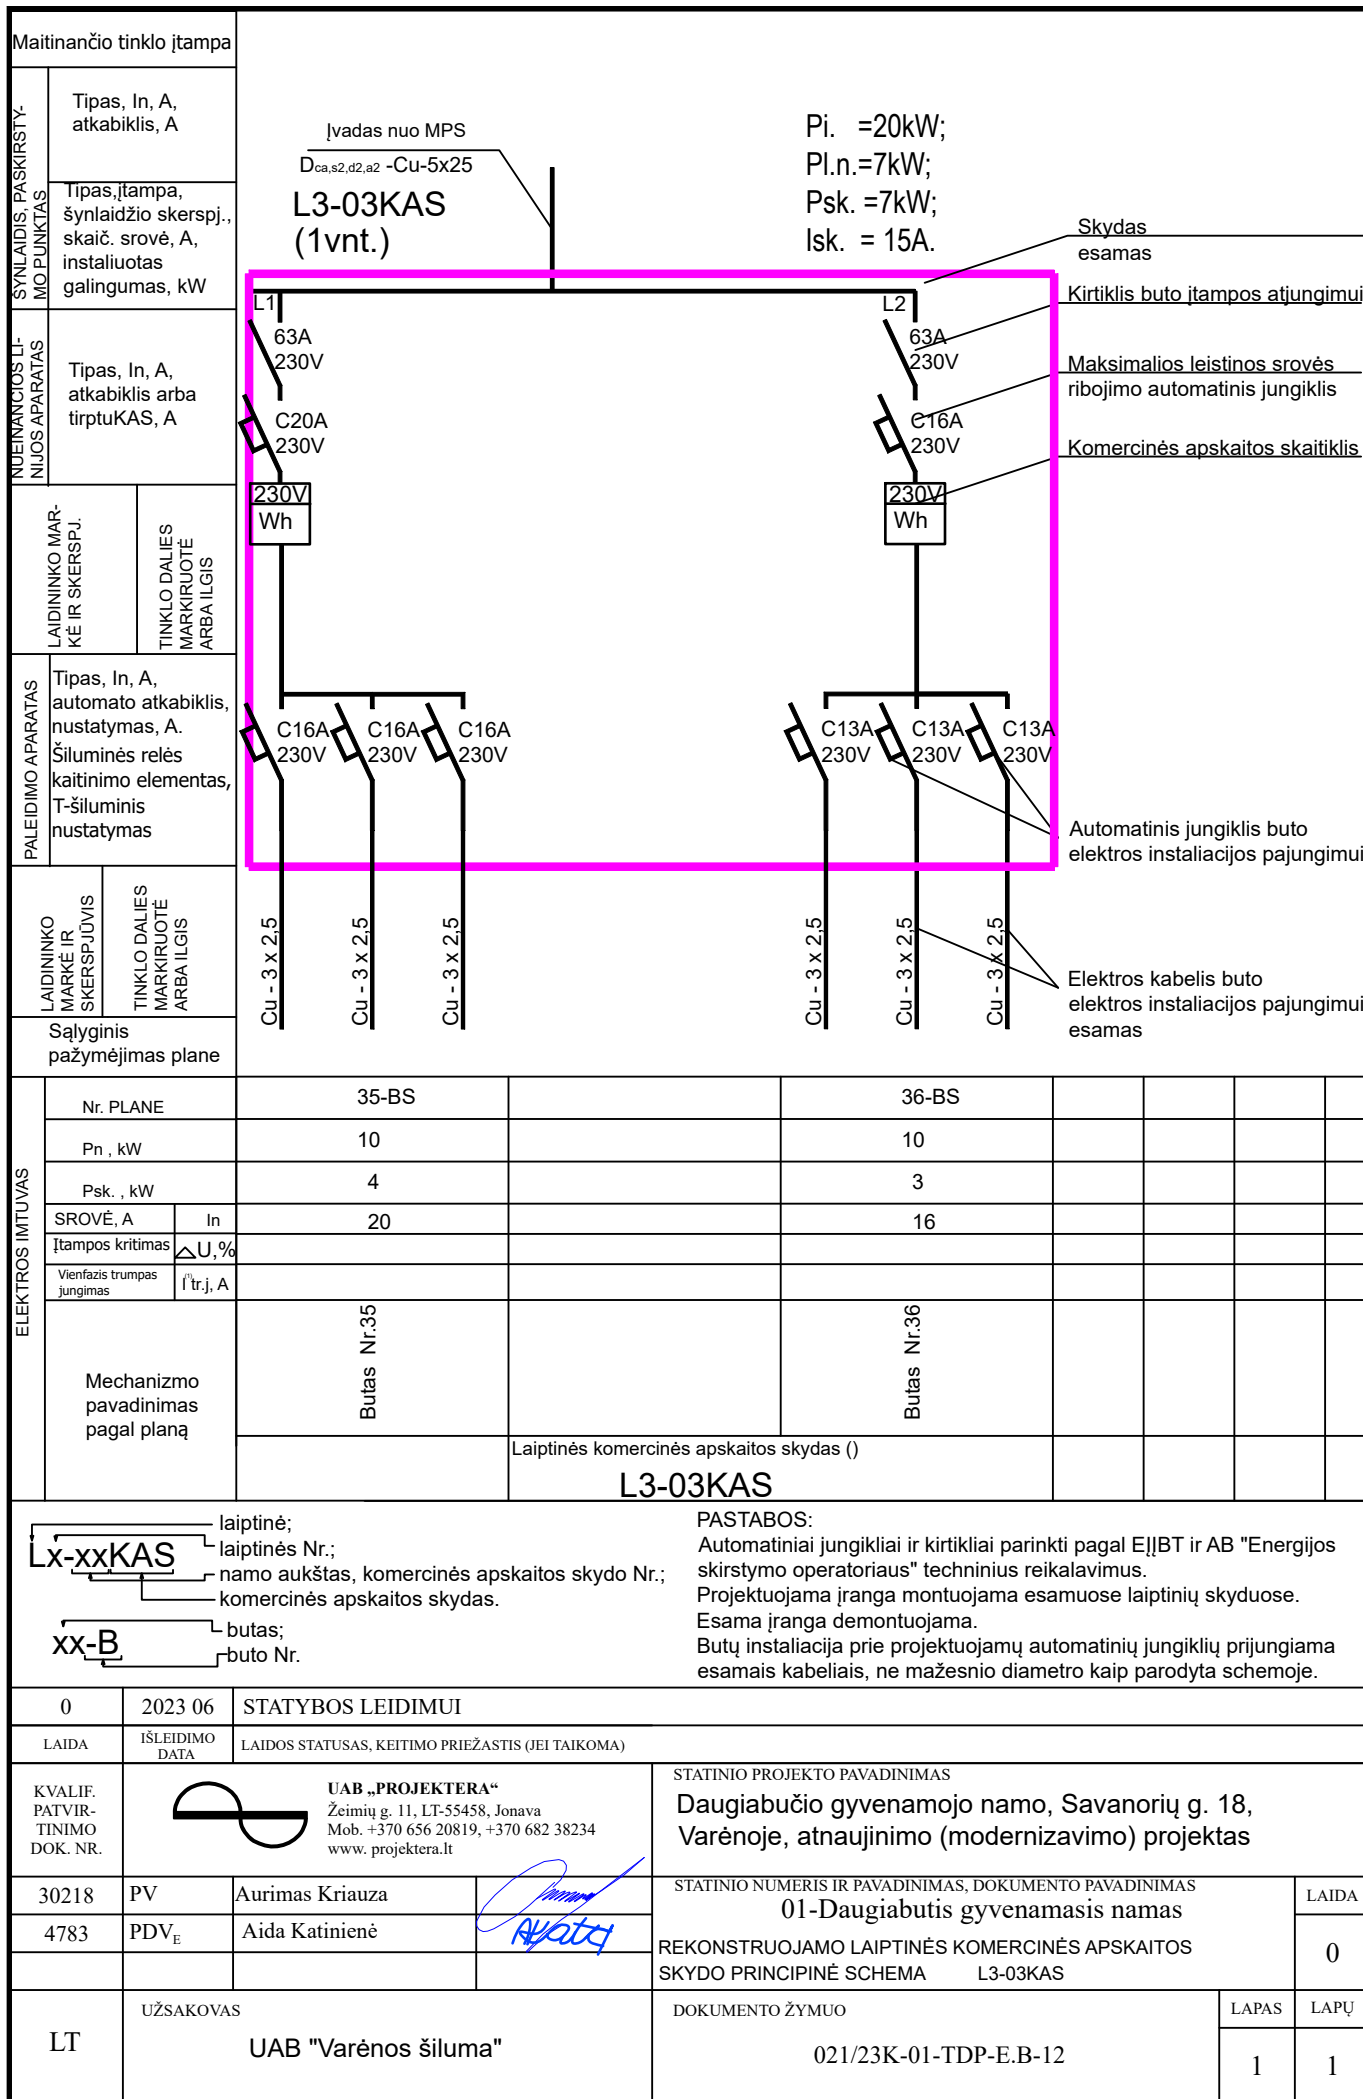 Maitinančio tinklo įtampa
ŠYNLAIDIS, PASKIRSTY-
MO PUNKTAS
Tipas, In, A,
atkabiklis, A
Tipas,įtampa,
šynlaidžio skerspj.,
skaič. srovė, A,
instaliuotas
galingumas, kW
NUEINANČIOS LI-
NIJOS APARATAS
Tipas, In, A,
atkabiklis arba
tirptuKAS, A
LAIDININKO MAR-
KĖ IR SKERSPJ.
TINKLO DALIES
MARKIRUOTĖ
ARBA ILGIS
PALEIDIMO APARATAS
Tipas, In, A,
automato atkabiklis,
nustatymas, A.
Šiluminės relės
kaitinimo elementas,
T-šiluminis
nustatymas
LAIDININKO
MARKĖ IR
SKERSPJŪVIS
TINKLO DALIES
MARKIRUOTĖ
ARBA ILGIS
Sąlyginis
pažymėjimas plane
Įvadas nuo MPS
Dca,s2,d2,a2 -Cu-5x25
L3-03KAS
(1vnt.)
Pi. =20kW;
Pl.n.=7kW;
Psk. =7kW;
Isk. = 15A.
Skydas
esamas
Kirtiklis buto įtampos atjungimui
Maksimalios leistinos srovės
ribojimo automatinis jungiklis
Komercinės apskaitos skaitiklis
L1
63A
230V
C20A
230V
230V
Wh
L2
63A
230V
C16A
230V
230V
Wh
C16A
230V
C16A
230V
C16A
230V
C13A
230V
C13A
230V
C13A
230V
Automatinis jungiklis buto
elektros instaliacijos pajungimui
Cu - 3 x 2,5
Cu - 3 x 2,5
Cu - 3 x 2,5
Cu - 3 x 2,5
Cu - 3 x 2,5
Cu - 3 x 2,5
Elektros kabelis buto
elektros instaliacijos pajungimui
esamas
ELEKTROS IMTUVAS
Nr. PLANE 35-BS 36-BS
Pn , kW 10 10
Psk. , kW 4 3
SROVĖ, A In 20 16
Įtampos kritimas △U,%
Vienfazis trumpas
jungimas
I(1)tr.j, A
Mechanizmo
pavadinimas
pagal planą
Butas Nr.35
Butas Nr.36
Laiptinės komercinės apskaitos skydas ()
L3-03KAS
Lx-xxKAS
laiptinė;
laiptinės Nr.;
namo aukštas, komercinės apskaitos skydo Nr.;
komercinės apskaitos skydas.
xx-B
butas;
buto Nr.
PASTABOS:
Automatiniai jungikliai ir kirtikliai parinkti pagal EĮĮBT ir AB "Energijos
skirstymo operatoriaus" techninius reikalavimus.
Projektuojama įranga montuojama esamuose laiptinių skyduose.
Esama įranga demontuojama.
Butų instaliacija prie projektuojamų automatinių jungiklių prijungiama
esamais kabeliais, ne mažesnio diametro kaip parodyta schemoje.
0 2023 06 STATYBOS LEIDIMUI
LAIDA
IŠLEIDIMO
DATA
LAIDOS STATUSAS, KEITIMO PRIEŽASTIS (JEI TAIKOMA)
KVALIF.
PATVIR-
TINIMO
DOK. NR.
UAB „PROJEKTERA“
Žeimių g. 11, LT-55458, Jonava
Mob. +370 656 20819, +370 682 38234
www. projektera.lt
STATINIO PROJEKTO PAVADINIMAS
Daugiabučio gyvenamojo namo, Savanorių g. 18,
Varėnoje, atnaujinimo (modernizavimo) projektas
30218 PV Aurimas Kriauza
4783 PDVE Aida Katinienė
STATINIO NUMERIS IR PAVADINIMAS, DOKUMENTO PAVADINIMAS
01-Daugiabutis gyvenamasis namas
REKONSTRUOJAMO LAIPTINĖS KOMERCINĖS APSKAITOS
SKYDO PRINCIPINĖ SCHEMA L3-03KAS
LAIDA
0
LT
UŽSAKOVAS
UAB "Varėnos šiluma"
DOKUMENTO ŽYMUO
021/23K-01-TDP-E.B-12
LAPAS LAPŲ
1 1